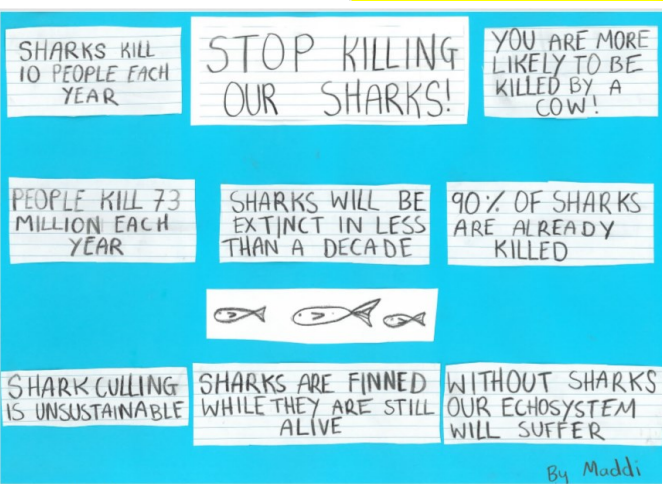 SHARKS KILL
10 PEOPLE EACH
YEAR
STOP KILLING
OUR SHARKS!
YOU ARE MORE
LIKELY TO BE
KILLED BY A
COW!
PEOPLE KILL 73
MILLION EACH
YEAR
SHARKS WILL BE
EXTINCT IN LESS
THAN A DECADE
90% OF SHARKS
ARE ALREADY
KILLED
SHARK CULLING
IS UNSUSTAINABLE
SHARKS ARE FINNED
WHILE THEY ARE STILL
ALIVE
WITHOUT SHARKS
OUR ECHOSYSTEM
WILL SUFFER
By Maddi